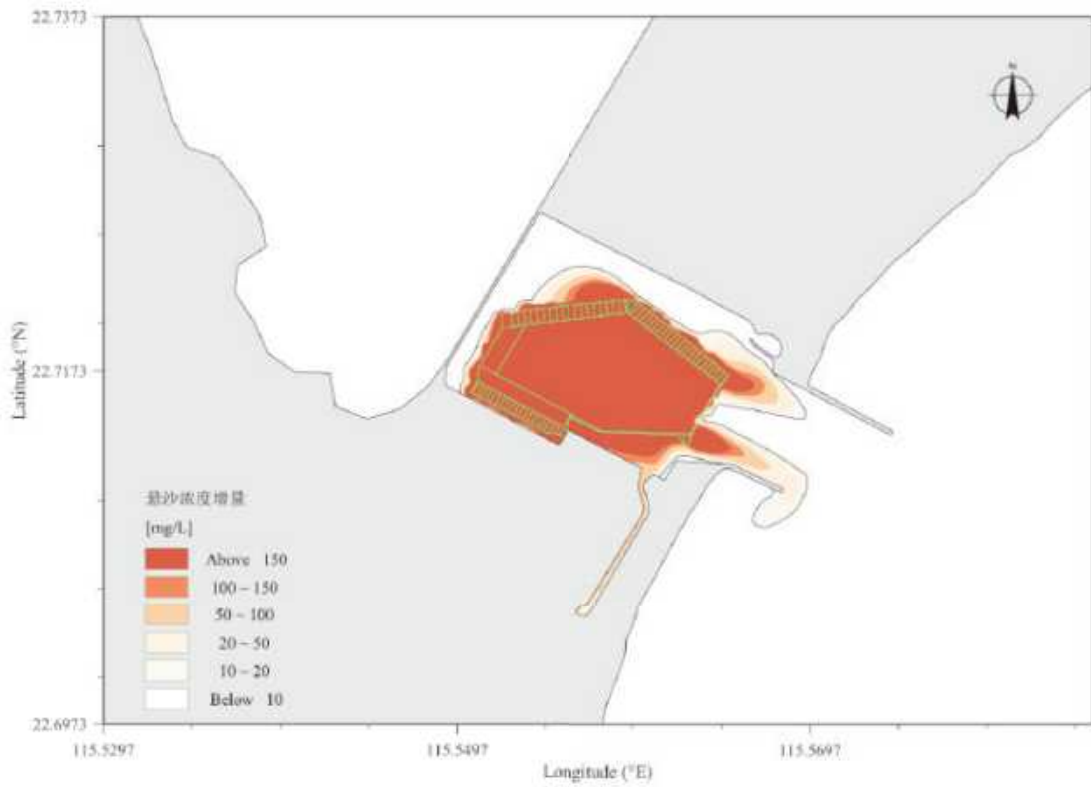 22.7373
N
22.7173
Latitude (°N)
悬沙浓度增量
[mg/L]
Above 150
100 ~ 150
50 ~ 100
20 ~ 50
10 ~ 20
Below 10
22.6973
115.5297
115.5497
115.5697
Longitude (°E)